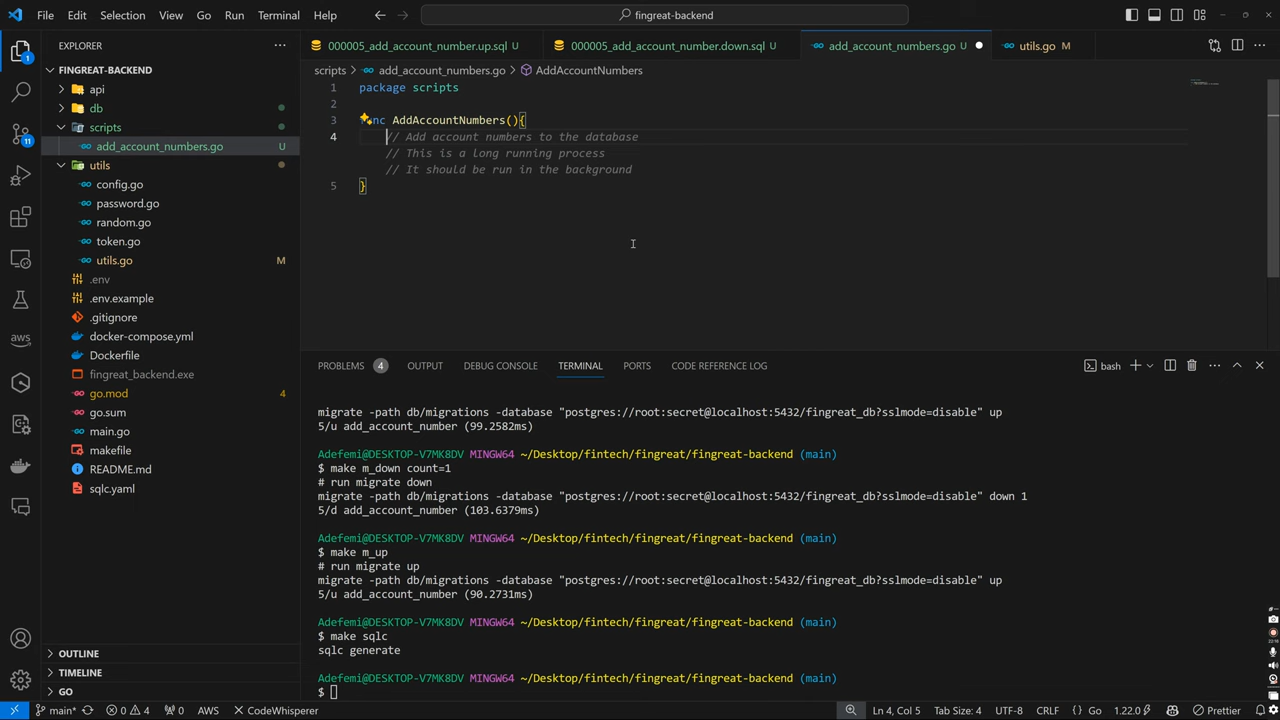 File Edit Selection View Go Run Terminal Help
fingreat-backend
EXPLORER
000005_add_account_number.up.sql U
000005_add_account_number.down.sql U
add_account_numbers.go U
utils.go M
FINGREAT-BACKEND
scripts > add_account_numbers.go > AddAccountNumbers
api
db
scripts
add_account_numbers.go U
utils
config.go
password.go
random.go
token.go
utils.go M
.env
.env.example
.gitignore
docker-compose.yml
Dockerfile
fingreat_backend.exe
go.mod 4
go.sum
main.go
makefile
README.md
sqlc.yaml
OUTLINE
TIMELINE
GO
1 package scripts
2
3 nc AddAccountNumbers(){
4 // Add account numbers to the database
// This is a long running process
// It should be run in the background
5 }
PROBLEMS 4 OUTPUT DEBUG CONSOLE TERMINAL PORTS CODE REFERENCE LOG
bash
migrate -path db/migrations -database "postgres://root:secret@localhost:5432/fingreat_db?sslmode=disable" up
5/u add_account_number (99.2582ms)
Adefemi@DESKTOP-V7MK8DV MINGW64 ~/Desktop/fintech/fingreat/fingreat-backend (main)
$ make m_down count=1
# run migrate down
migrate -path db/migrations -database "postgres://root:secret@localhost:5432/fingreat_db?sslmode=disable" down 1
5/d add_account_number (103.6379ms)
Adefemi@DESKTOP-V7MK8DV MINGW64 ~/Desktop/fintech/fingreat/fingreat-backend (main)
$ make m_up
# run migrate up
migrate -path db/migrations -database "postgres://root:secret@localhost:5432/fingreat_db?sslmode=disable" up
5/u add_account_number (90.2731ms)
Adefemi@DESKTOP-V7MK8DV MINGW64 ~/Desktop/fintech/fingreat/fingreat-backend (main)
$ make sqlc
sqlc generate
Adefemi@DESKTOP-V7MK8DV MINGW64 ~/Desktop/fintech/fingreat/fingreat-backend (main)
$
main* 0 4 0 AWS CodeWhisperer
Ln 4, Col 5 Tab Size: 4 UTF-8 CRLF {} Go 1.22.0 Prettier